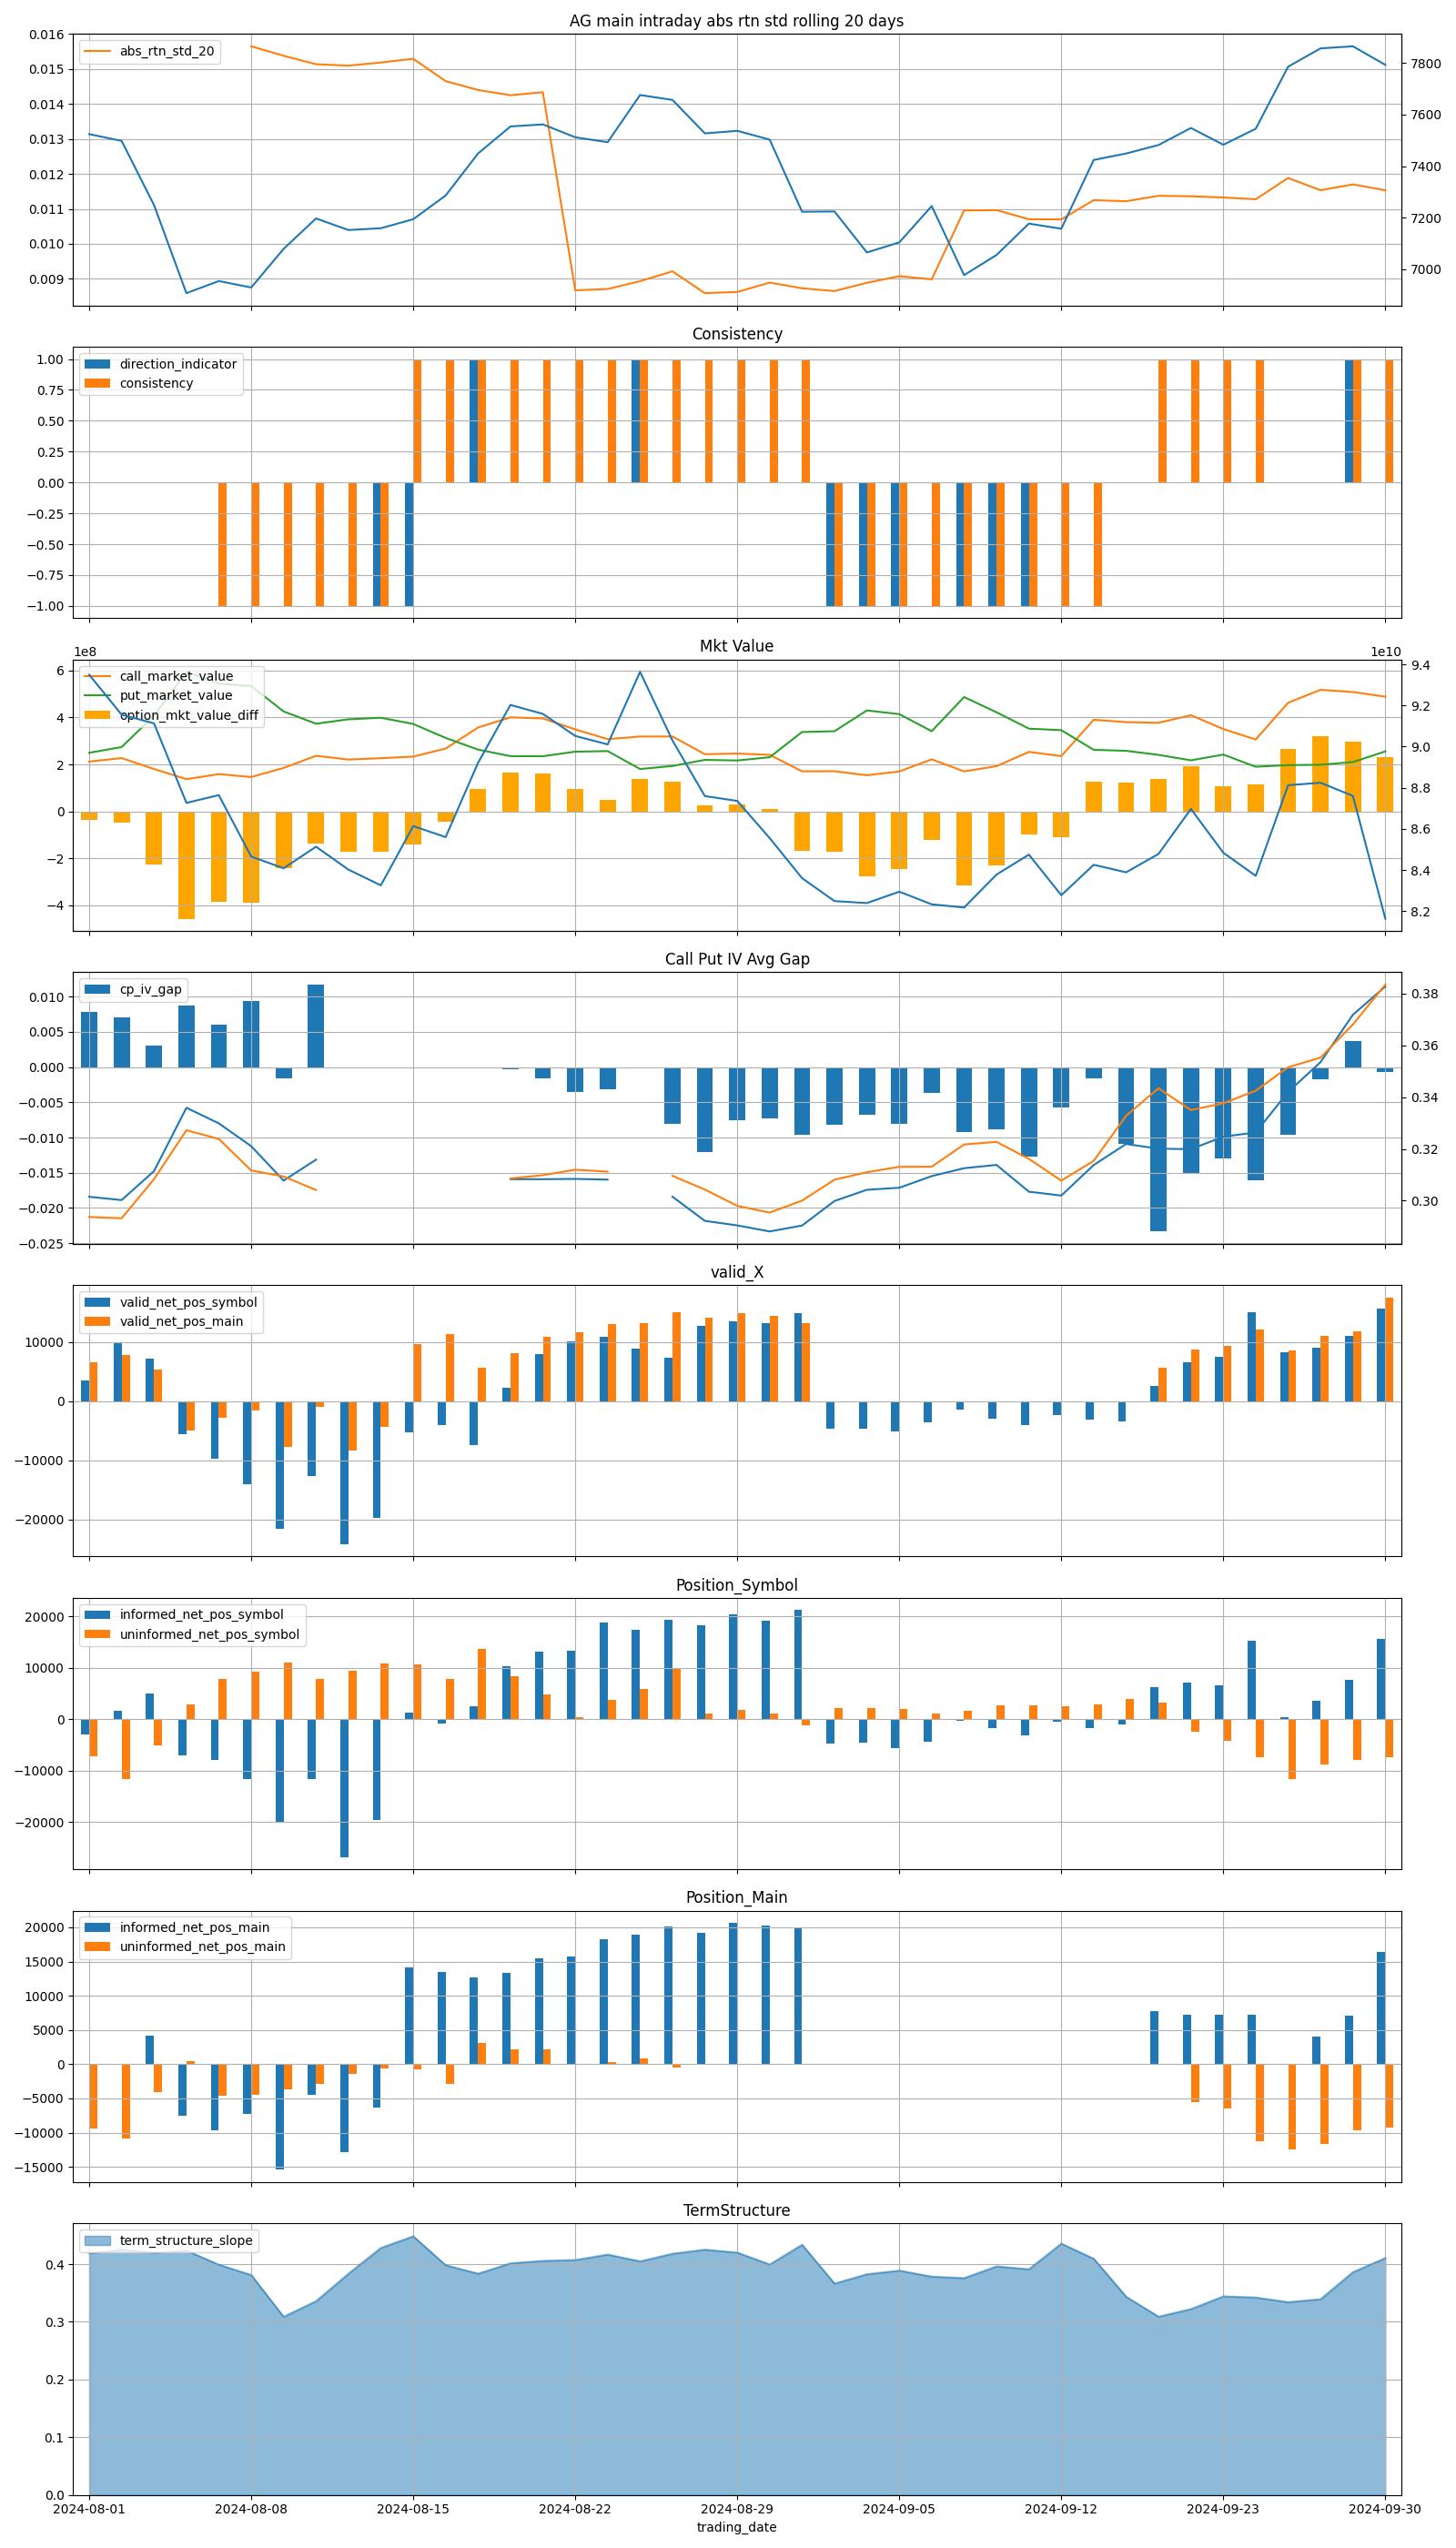 AG main intraday abs rtn std rolling 20 days
abs_rtn_std_20
0.016
0.015
0.014
0.013
0.012
0.011
0.010
0.009
7800
7600
7400
7200
7000
Consistency
direction_indicator
consistency
1.00
0.75
0.50
0.25
0.00
−0.25
−0.50
−0.75
−1.00
Mkt Value
1e8
1e10
call_market_value
put_market_value
option_mkt_value_diff
6
4
2
0
−2
−4
9.4
9.2
9.0
8.8
8.6
8.4
8.2
Call Put IV Avg Gap
cp_iv_gap
0.010
0.005
0.000
−0.005
−0.010
−0.015
−0.020
−0.025
0.38
0.36
0.34
0.32
0.30
valid_X
valid_net_pos_symbol
valid_net_pos_main
10000
0
−10000
−20000
Position_Symbol
informed_net_pos_symbol
uninformed_net_pos_symbol
20000
10000
0
−10000
−20000
Position_Main
informed_net_pos_main
uninformed_net_pos_main
20000
15000
10000
5000
0
−5000
−10000
−15000
TermStructure
term_structure_slope
0.4
0.3
0.2
0.1
0.0
2024-08-01 2024-08-08 2024-08-15 2024-08-22 2024-08-29 2024-09-05 2024-09-12 2024-09-23 2024-09-30
trading_date